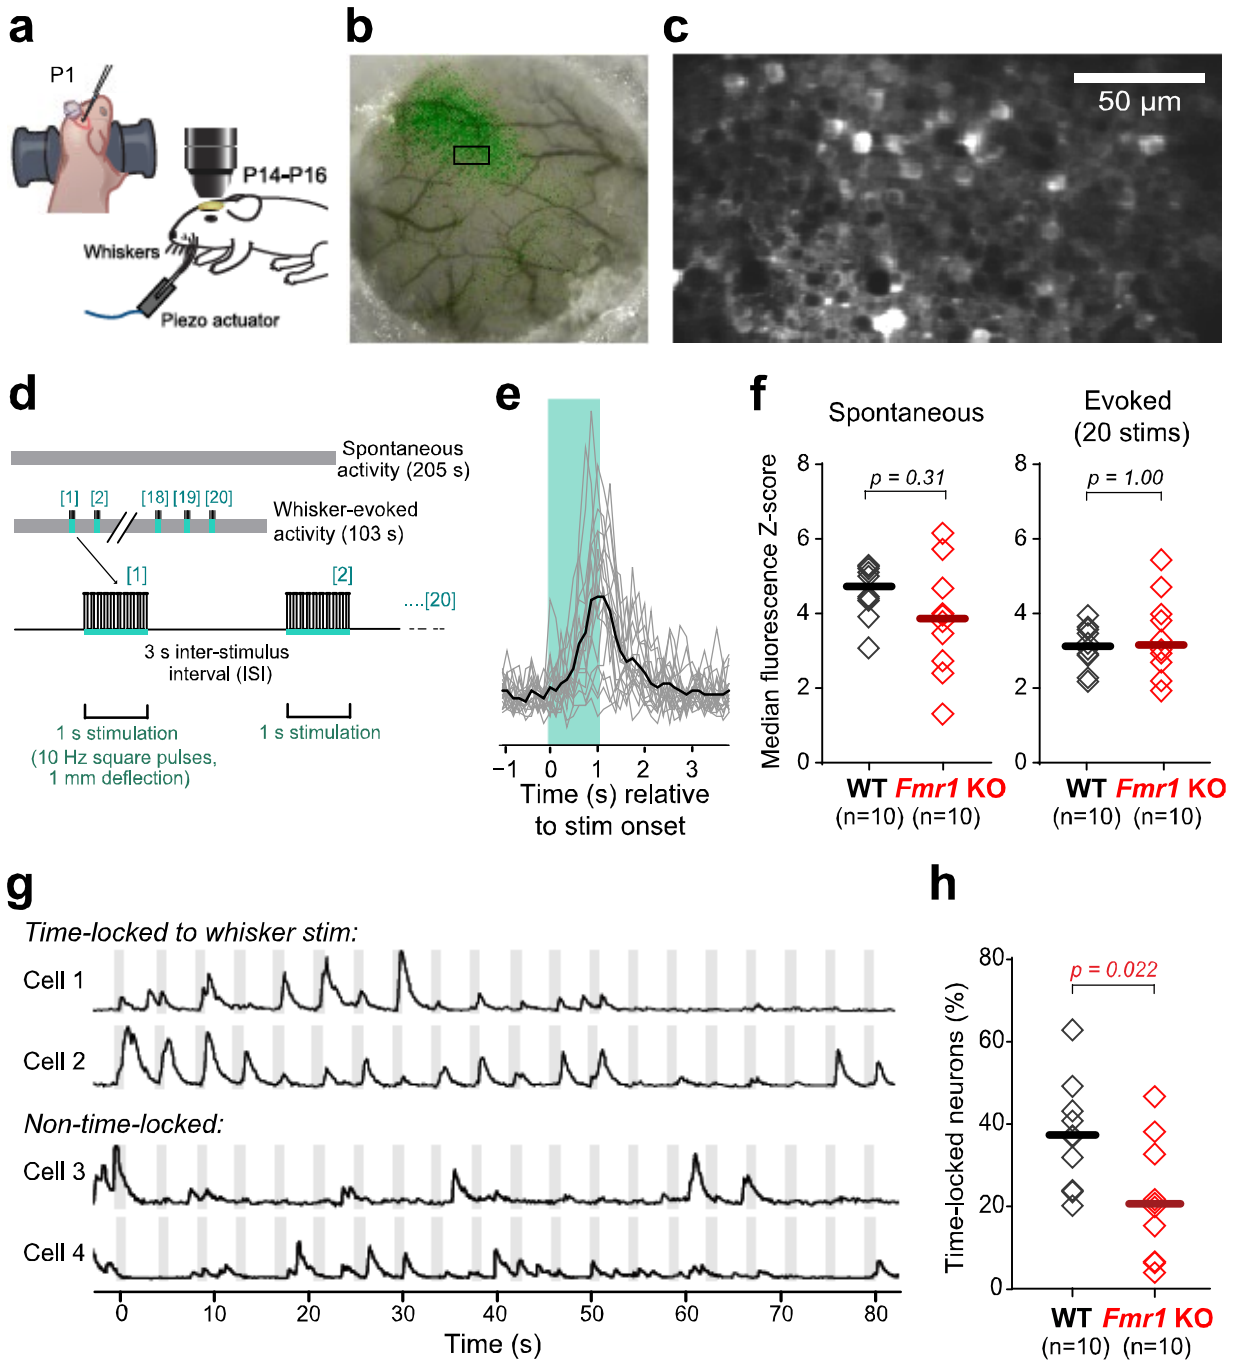 a
P1
P14-P16
Whiskers
Piezo actuator
b
c
50 µm
d
Spontaneous
activity (205 s)
[1] [2] [18] [19] [20]
Whisker-evoked
activity (103 s)
[1] [2]
....[20]
3 s inter-stimulus
interval (ISI)
1 s stimulation
(10 Hz square pulses,
1 mm deflection)
1 s stimulation
e
−1 0 1 2 3
Time (s) relative
to stim onset
f
Spontaneous
Median fluorescence Z-score
8
6
4
2
0
p = 0.31
WT Fmr1 KO
(n=10) (n=10)
Evoked
(20 stims)
8
6
4
2
0
p = 1.00
WT Fmr1 KO
(n=10) (n=10)
g
Time-locked to whisker stim:
Cell 1
Cell 2
Non-time-locked:
Cell 3
Cell 4
0 10 20 30 40 50 60 70 80
Time (s)
h
Time-locked neurons (%)
80
60
40
20
0
p = 0.022
WT Fmr1 KO
(n=10) (n=10)